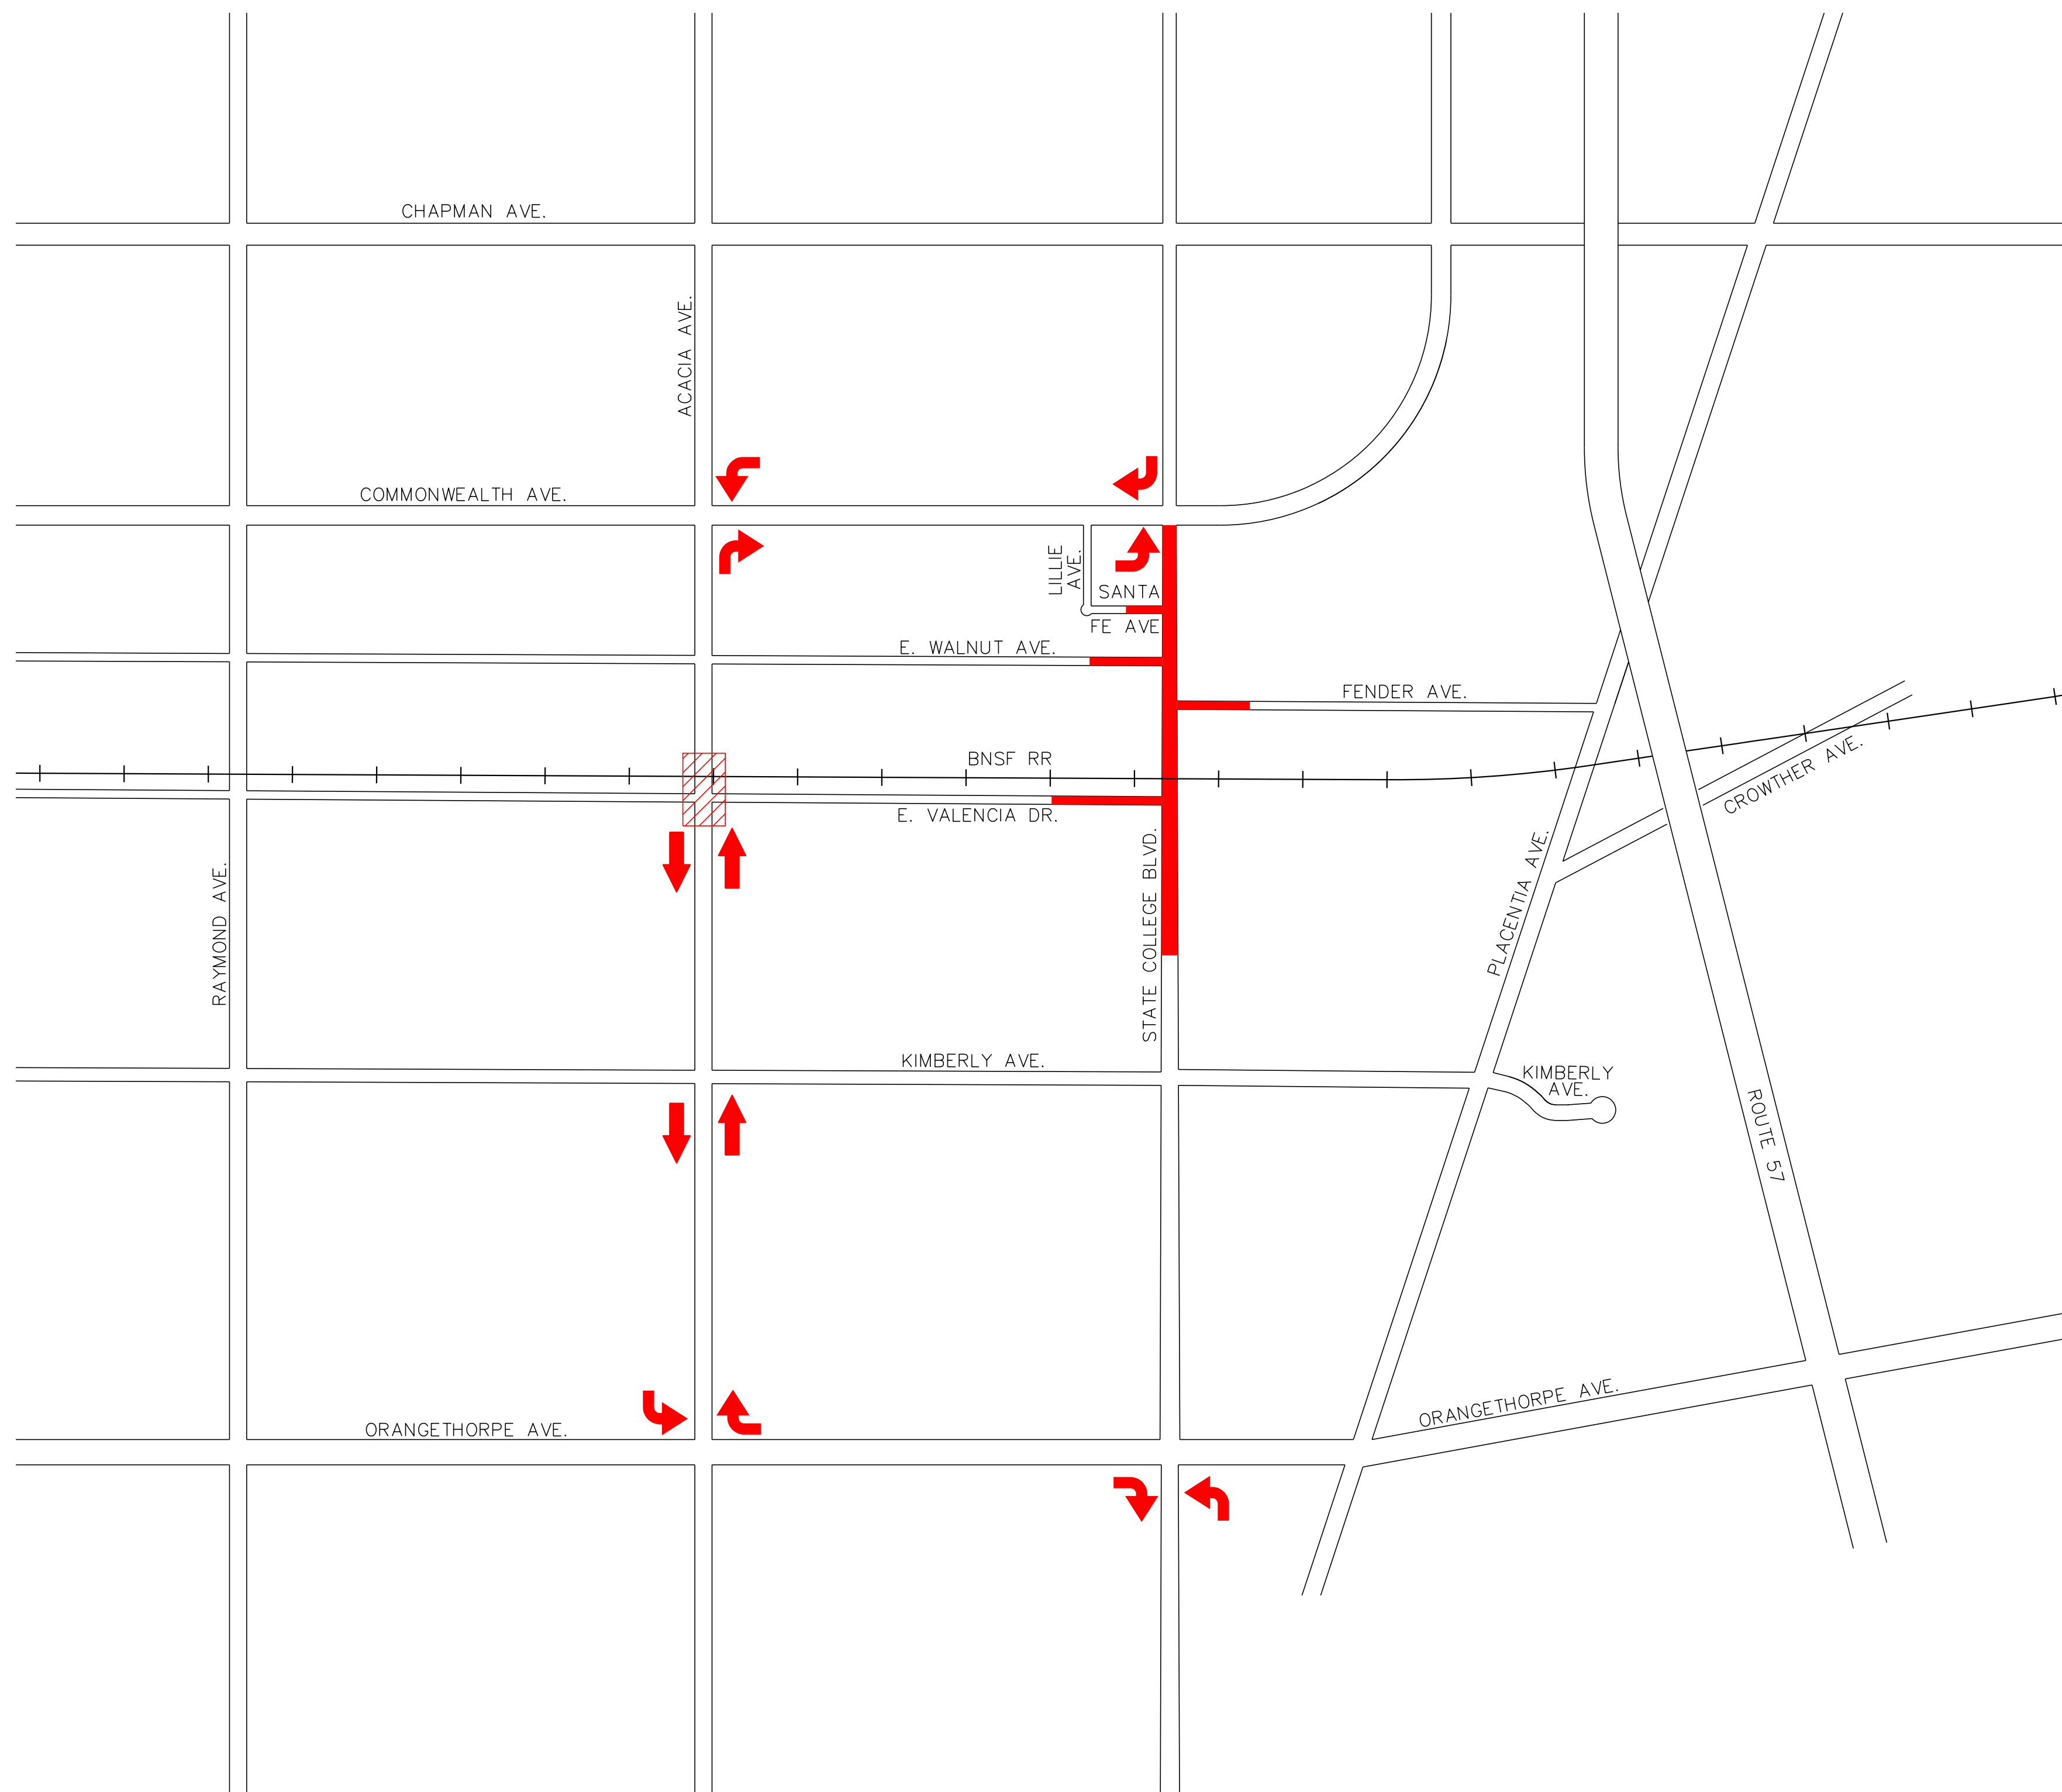 CHAPMAN AVE.
ACACIA AVE.
COMMONWEALTH AVE.
LILLIE
AVE.
SANTA
FE AVE
E. WALNUT AVE.
FENDER AVE.
BNSF RR
E. VALENCIA DR.
CROWTHER AVE.
RAYMOND AVE.
STATE COLLEGE BLVD.
PLACENTIA AVE.
KIMBERLY AVE.
KIMBERLY
AVE.
ROUTE 57
ORANGETHORPE AVE.
ORANGETHORPE AVE.